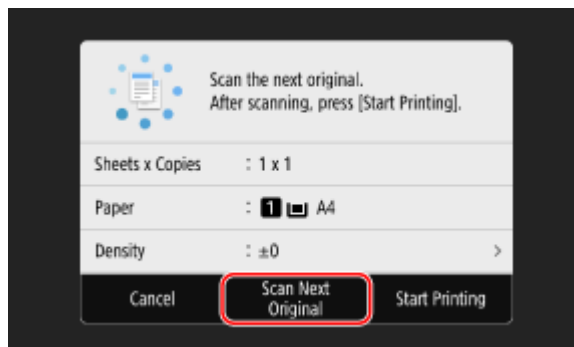 Scan the next original.
After scanning, press [Start Printing].
Sheets x Copies : 1 x 1
Paper : 1 A4
Density : ±0 >
Cancel
Scan Next
Original
Start Printing